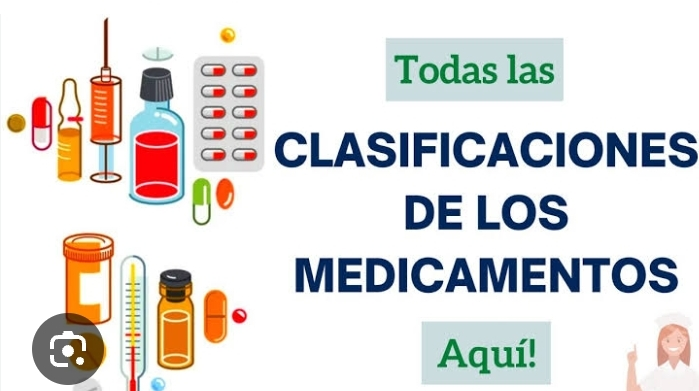 Todas las
CLASIFICACIONES
DE LOS
MEDICAMENTOS
Aquí!